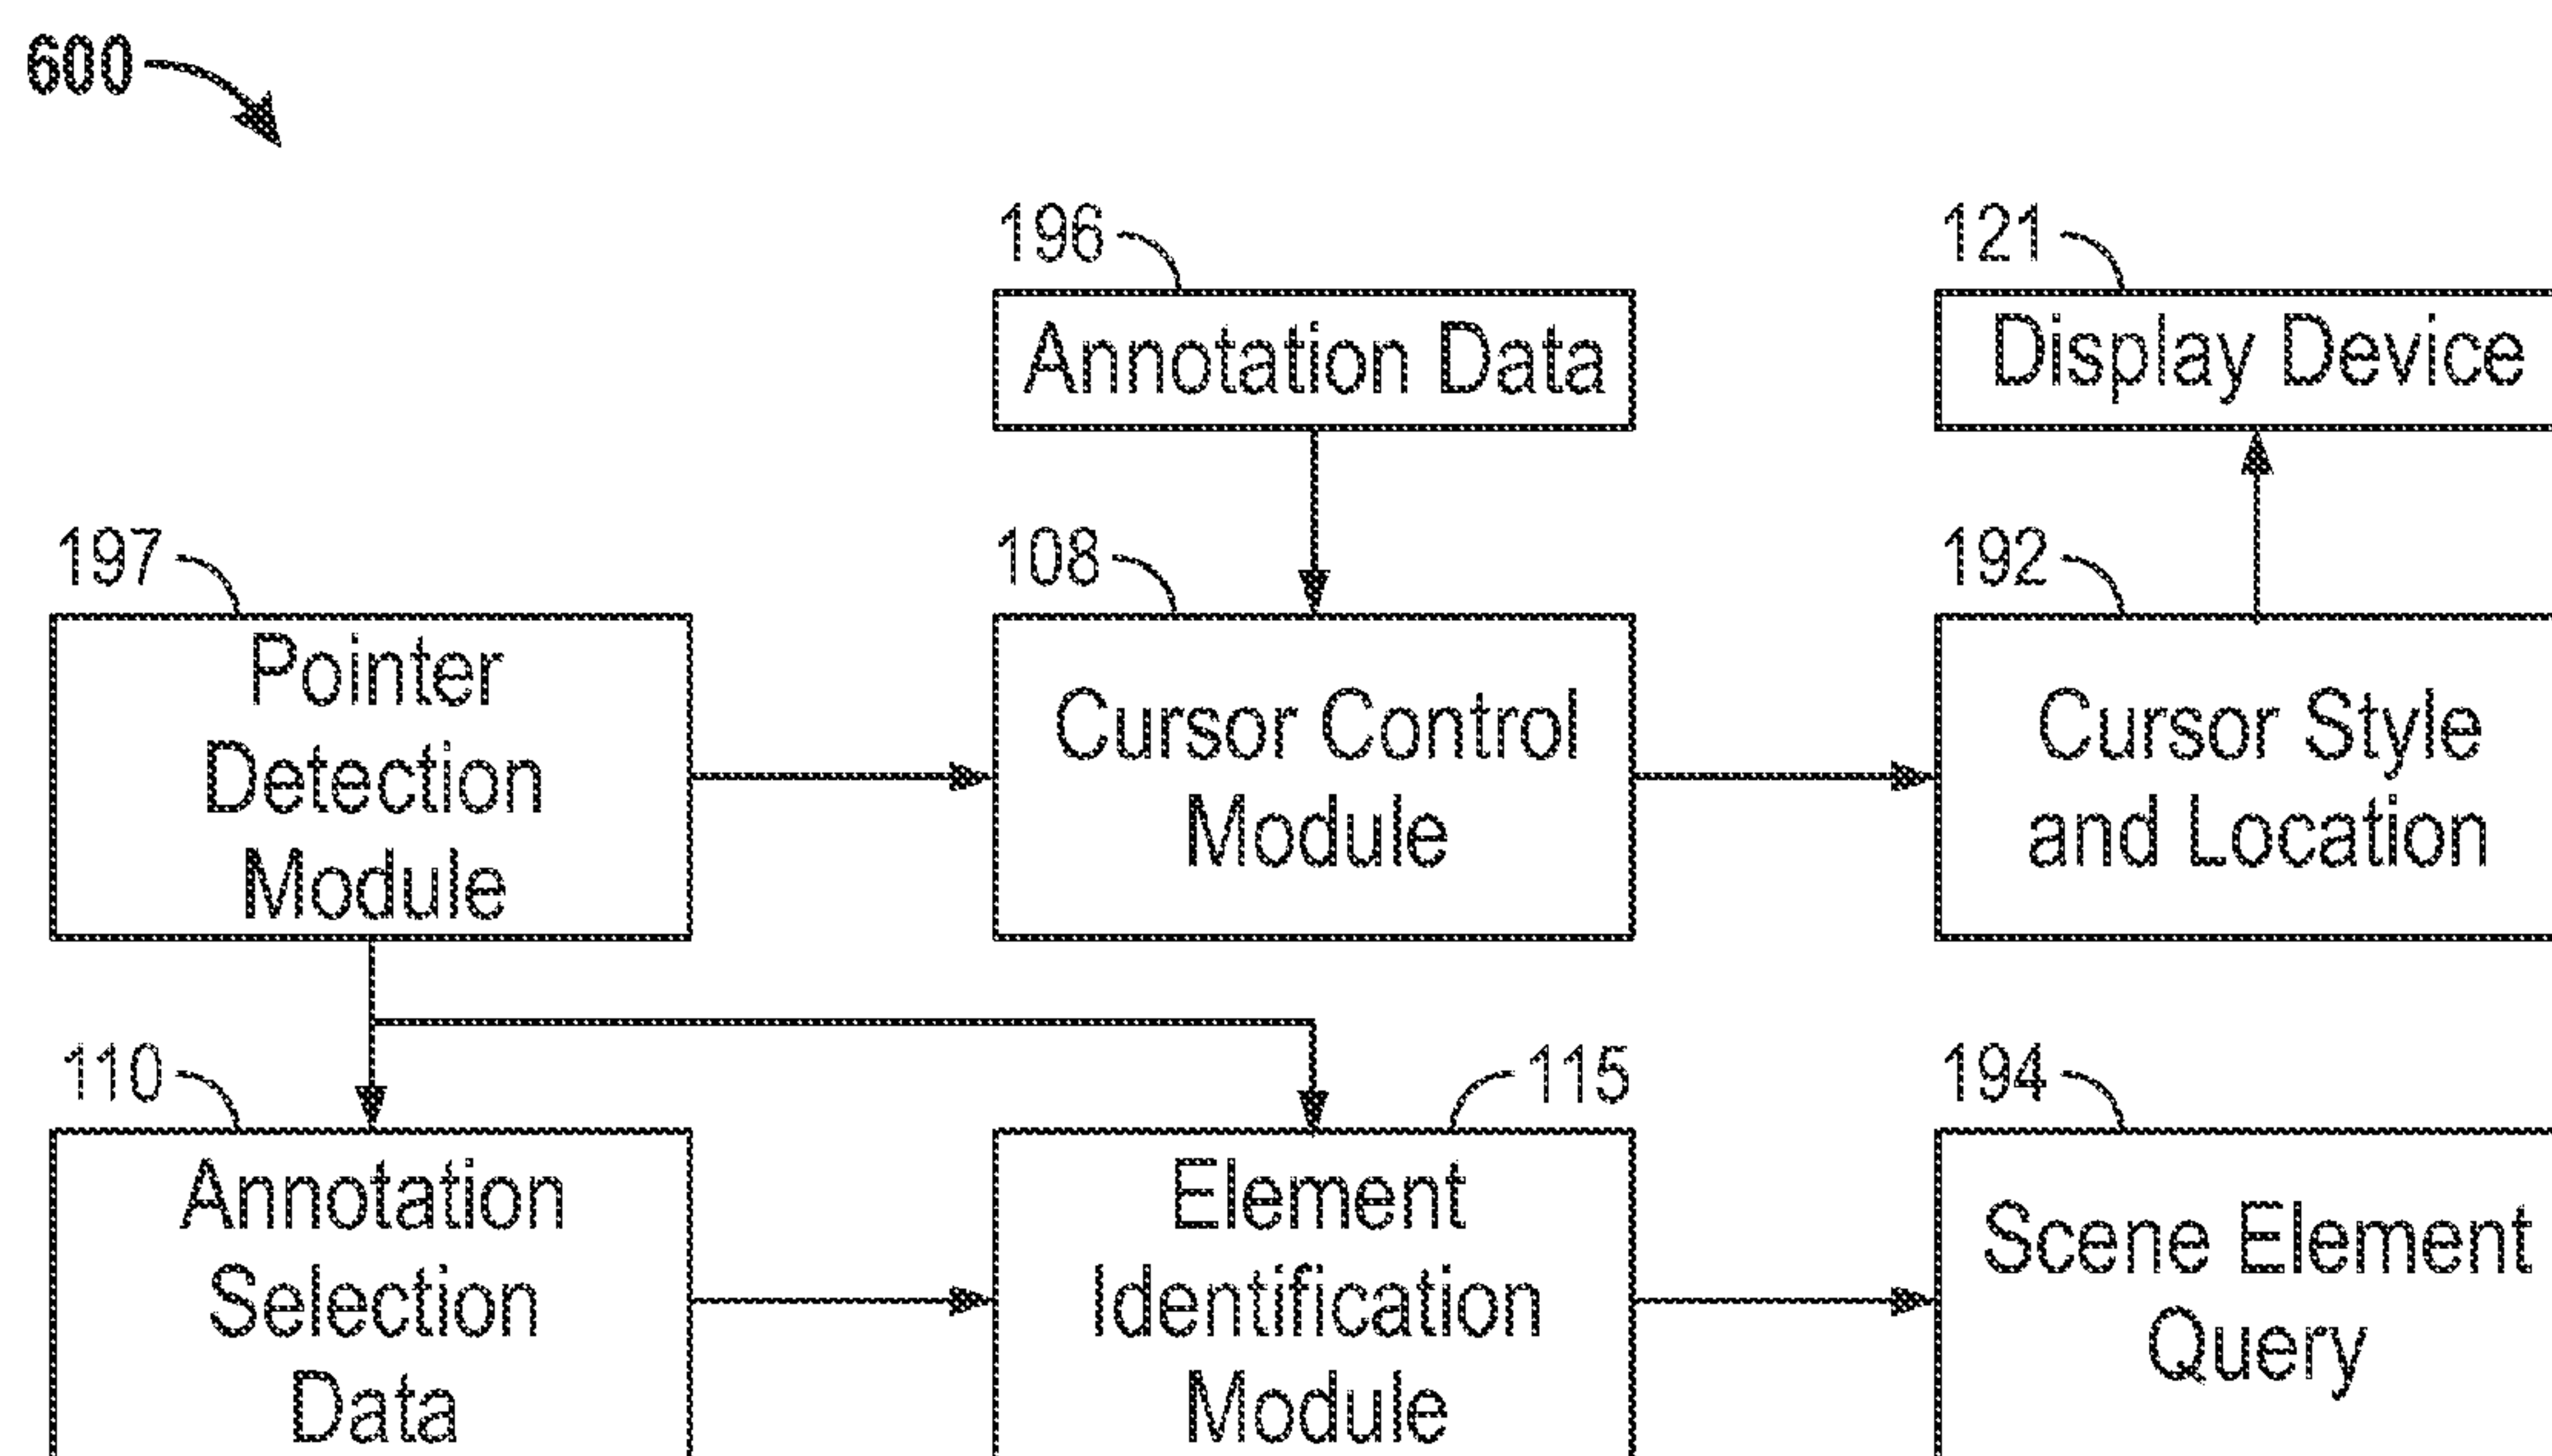 600
196
121
Annotation Data
Display Device
197
108
192
Pointer
Detection
Module
Cursor Control
Module
Cursor Style
and Location
110
115
194
Annotation
Selection
Data
Element
Identification
Module
Scene Element
Query